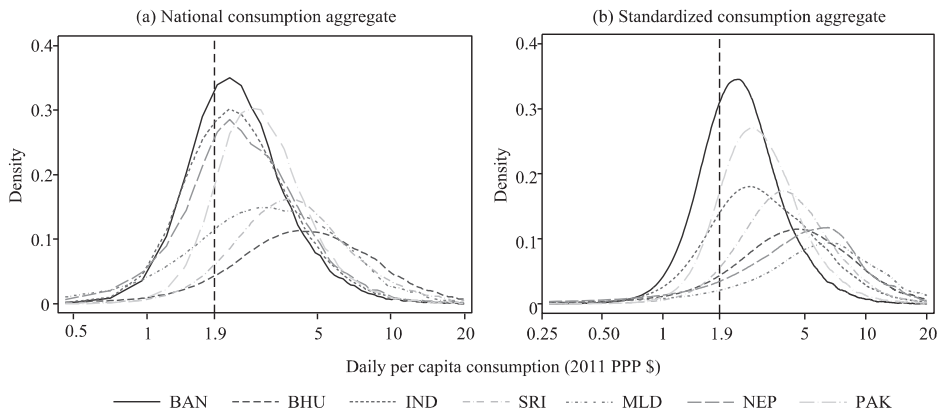 (a) National consumption aggregate
(b) Standardized consumption aggregate
0.4
0.3
0.2
0.1
0
Density
0.5 1 1.9 5 10 20
0.4
0.3
0.2
0.1
0
Density
0.25 0.50 1 1.9 5 10 20
Daily per capita consumption (2011 PPP $)
BAN BHU IND SRI MLD NEP PAK